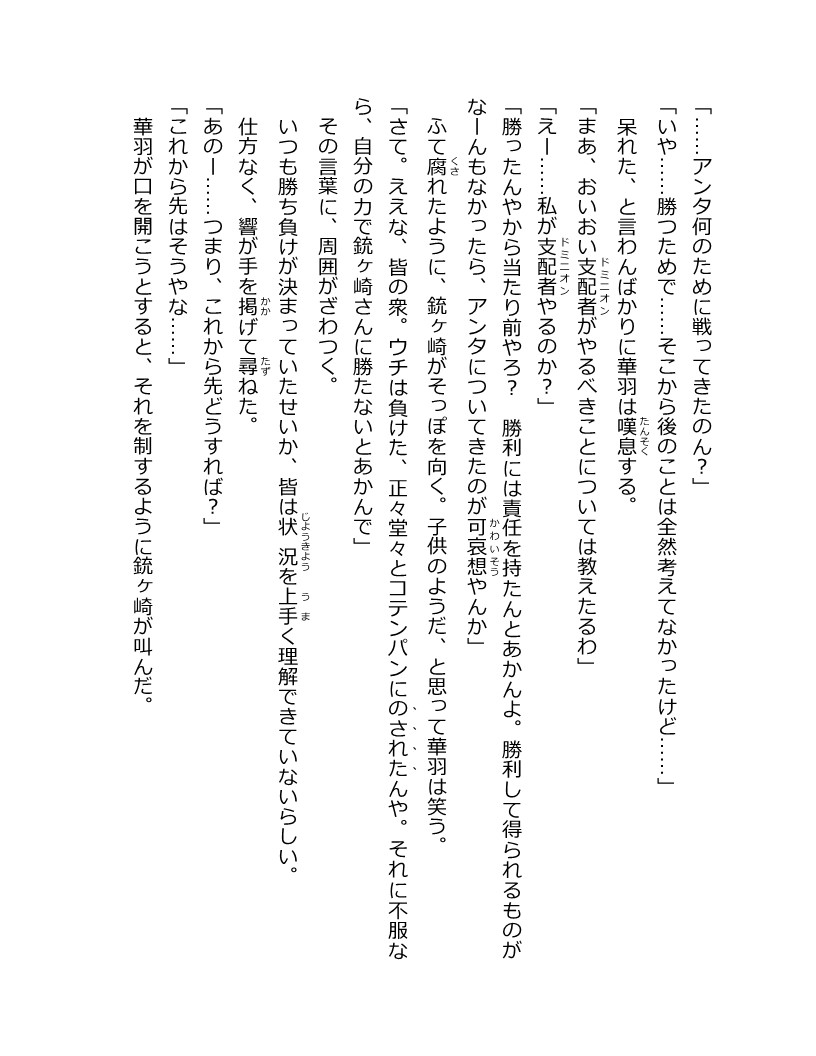 「……アンタ何のために戦ってきたのん？」
「いや……勝つためで……そこから後のことは全然考えてなかったけど……」
呆れた、と言わんばかりに華羽は嘆息する。
「まあ、おいおい支配者がやるべきことについては教えたるわ」
「えー……私が支配者やるのか？」
「勝ったんやから当たり前やろ？　勝利には責任を持たんとあかんよ。勝利して得られるものが
なーんもなかったら、アンタについてきたのが可哀想やんか」
ふて腐れたように、銃ヶ崎がそっぽを向く。子供のようだ、と思って華羽は笑う。
「さて。ええな、皆の衆。ウチは負けた、正々堂々とコテンパンにのされたんや。それに不服な
ら、自分の力で銃ヶ崎さんに勝たないとあかんで」
その言葉に、周囲がざわつく。
いつも勝ち負けが決まっていたせいか、皆は状況を上手く理解できていないらしい。
仕方なく、響が手を掲げて尋ねた。
「あのー……つまり、これから先どうすれば？」
「これから先はそうやな……」
華羽が口を開こうとすると、それを制するように銃ヶ崎が叫んだ。